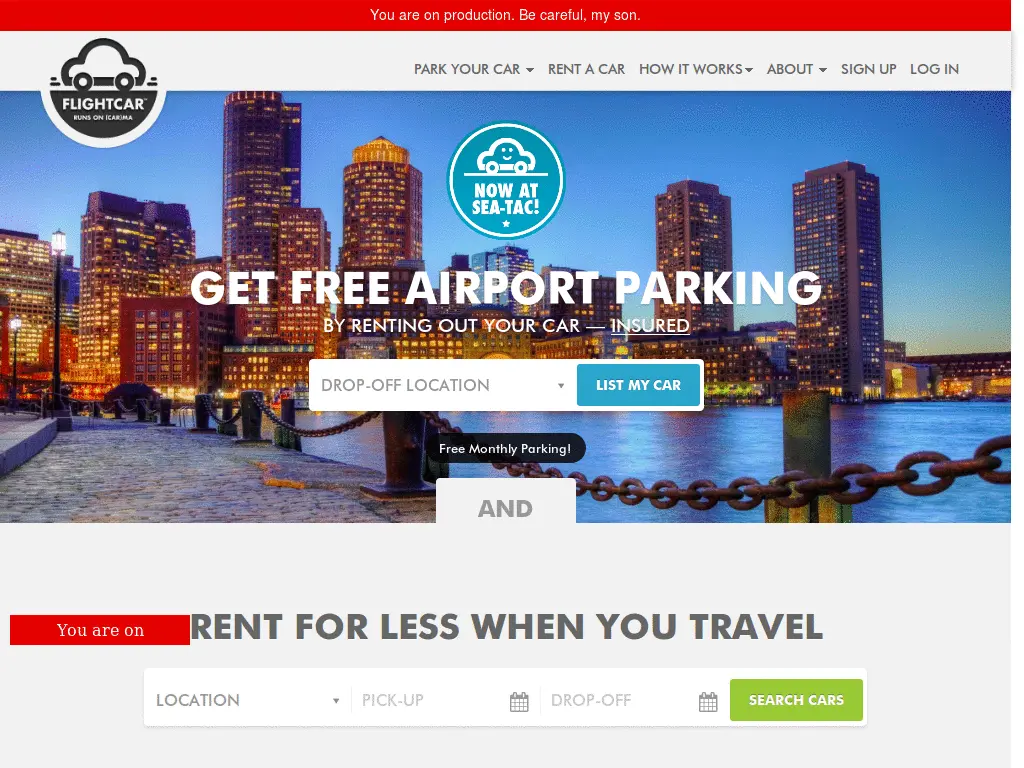 You are on production. Be careful, my son.
FLIGHTCAR™
RUNS ON (CAR)MA
PARK YOUR CAR RENT A CAR HOW IT WORKS ABOUT SIGN UP LOG IN
NOW AT
SEA-TAC!
GET FREE AIRPORT PARKING
BY RENTING OUT YOUR CAR — INSURED
DROP-OFF LOCATION LIST MY CAR
Free Monthly Parking!
AND
You are on
RENT FOR LESS WHEN YOU TRAVEL
LOCATION PICK-UP DROP-OFF SEARCH CARS